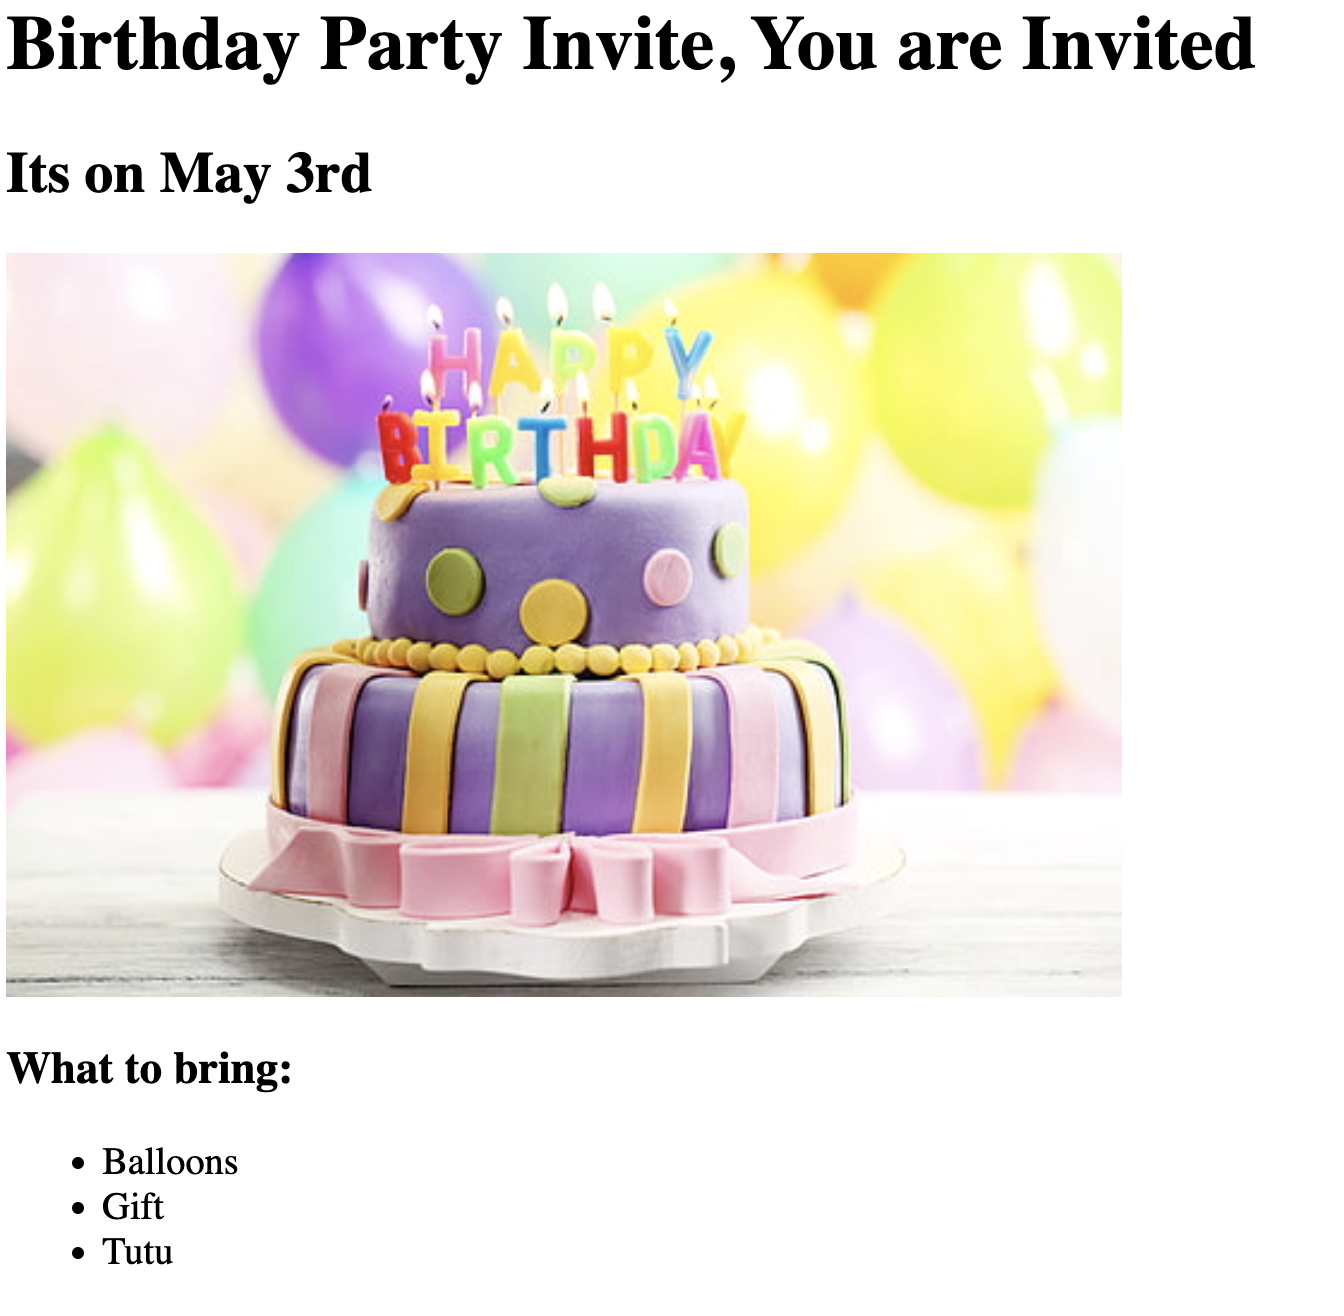 Birthday Party Invite, You are Invited
Its on May 3rd
HAPPY
BIRTHDAY
What to bring:
Balloons
Gift
Tutu